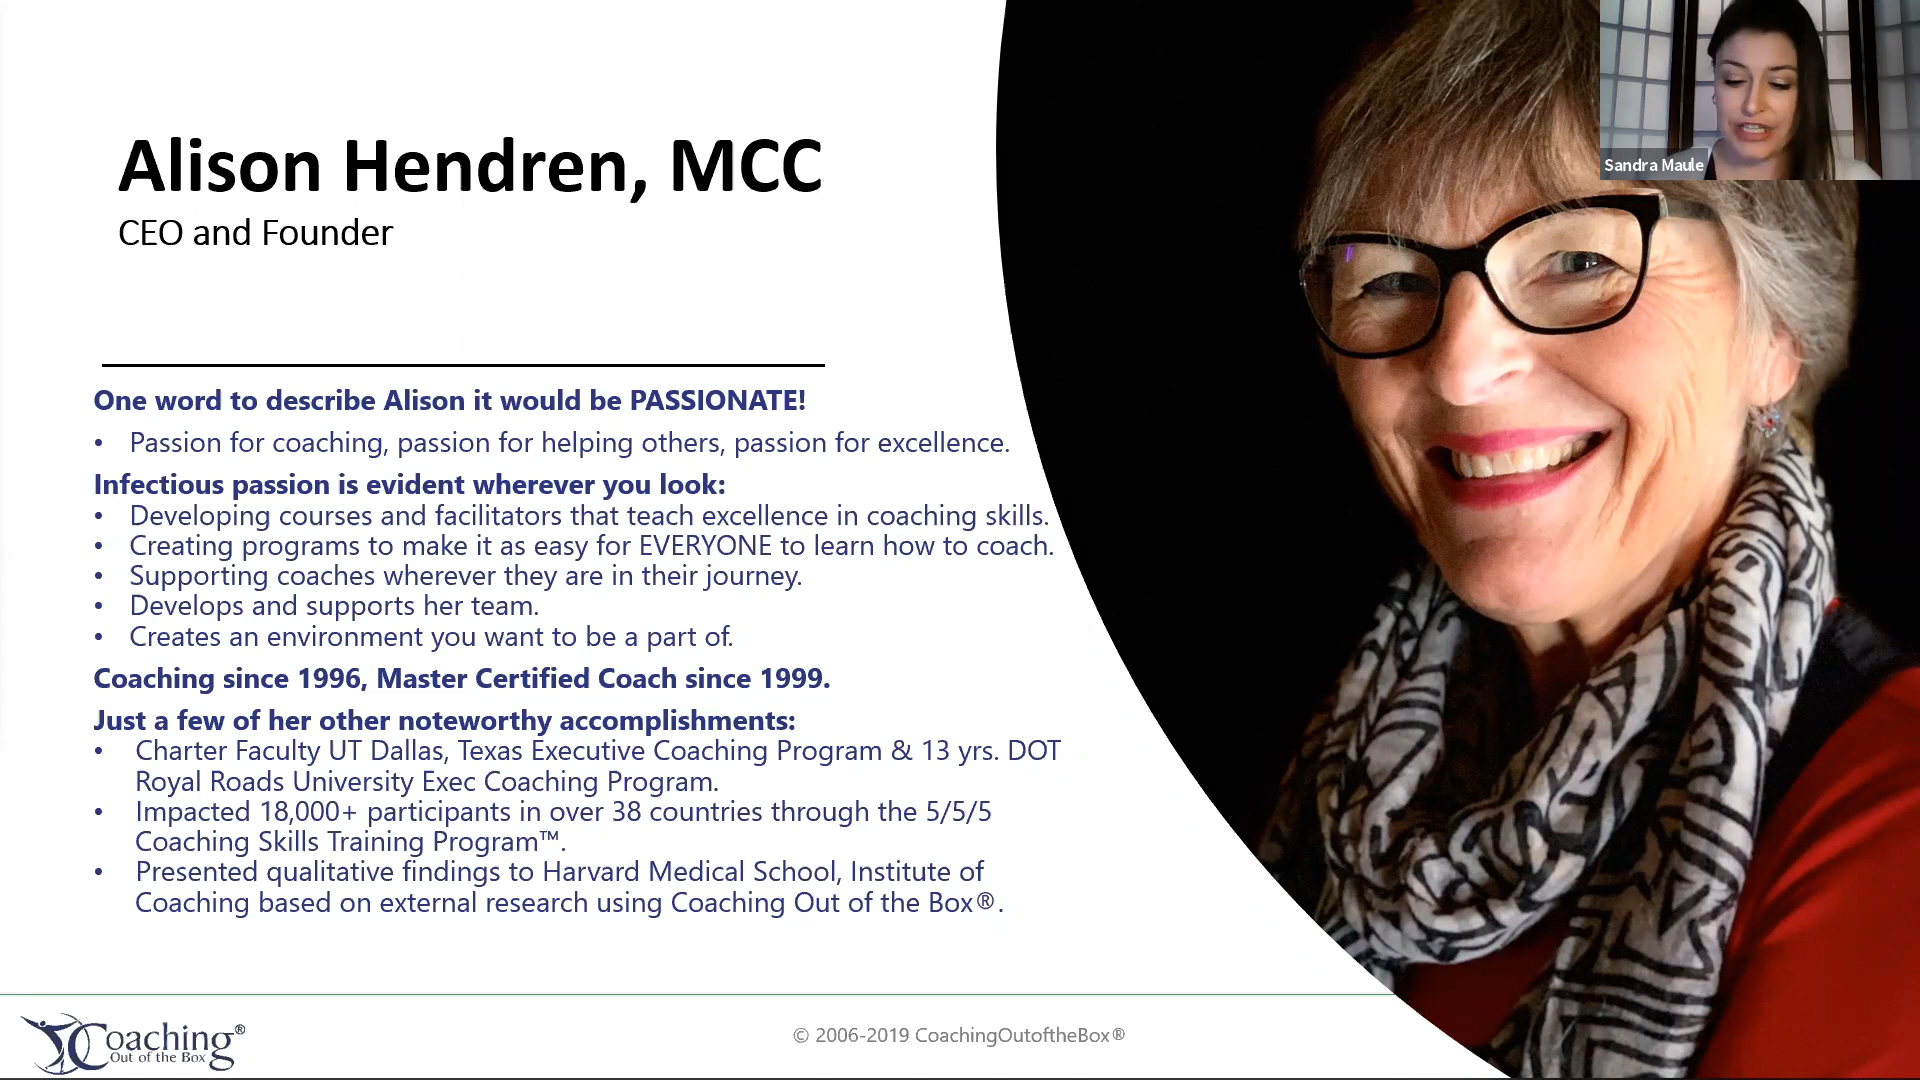 Alison Hendren, MCC
CEO and Founder
Sandra Maule
One word to describe Alison it would be PASSIONATE!
• Passion for coaching, passion for helping others, passion for excellence.
Infectious passion is evident wherever you look:
• Developing courses and facilitators that teach excellence in coaching skills.
• Creating programs to make it as easy for EVERYONE to learn how to coach.
• Supporting coaches wherever they are in their journey.
• Develops and supports her team.
• Creates an environment you want to be a part of.
Coaching since 1996, Master Certified Coach since 1999.
Just a few of her other noteworthy accomplishments:
• Charter Faculty UT Dallas, Texas Executive Coaching Program & 13 yrs. DOT
Royal Roads University Exec Coaching Program.
• Impacted 18,000+ participants in over 38 countries through the 5/5/5
Coaching Skills Training Program™.
• Presented qualitative findings to Harvard Medical School, Institute of
Coaching based on external research using Coaching Out of the Box®.
Coaching®
Out of the Box
© 2006-2019 CoachingOutoftheBox®